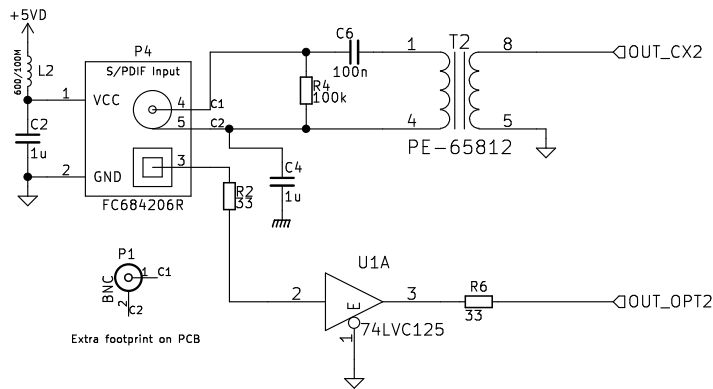 +5VD
L2
600/100M
P4
S/PDIF Input
1
VCC
4
C1
5
C2
C2
1u
3
2
GND
FC684206R
C6
100n
R4
100k
1
T2
8
OUT_CX2
4
5
PE-65812
C4
1u
R2
33
P1
BNC
1
C1
2
C2
Extra footprint on PCB
U1A
2
E
3
74LVC125
1
R6
33
OUT_OPT2